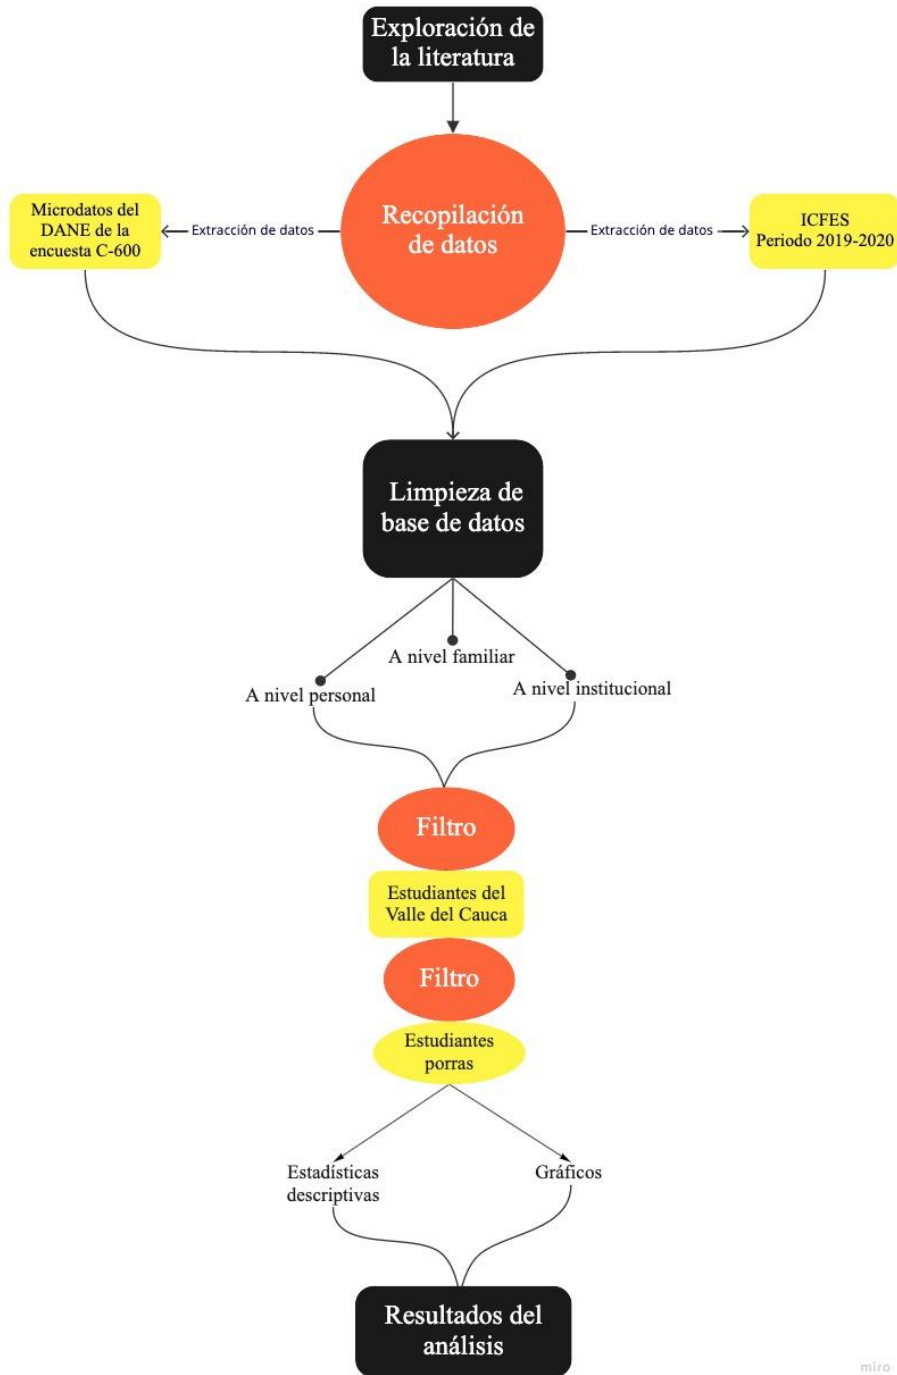 Exploración de
la literatura
Recopilación
de datos
Microdatos del
DANE de la
encuesta C-600
Extracción de datos
Extracción de datos
ICFES
Periodo 2019-2020
Limpieza de
base de datos
A nivel familiar
A nivel personal
A nivel institucional
Filtro
Estudiantes del
Valle del Cauca
Filtro
Estudiantes
porras
Estadísticas
descriptivas
Gráficos
Resultados del
análisis
miro